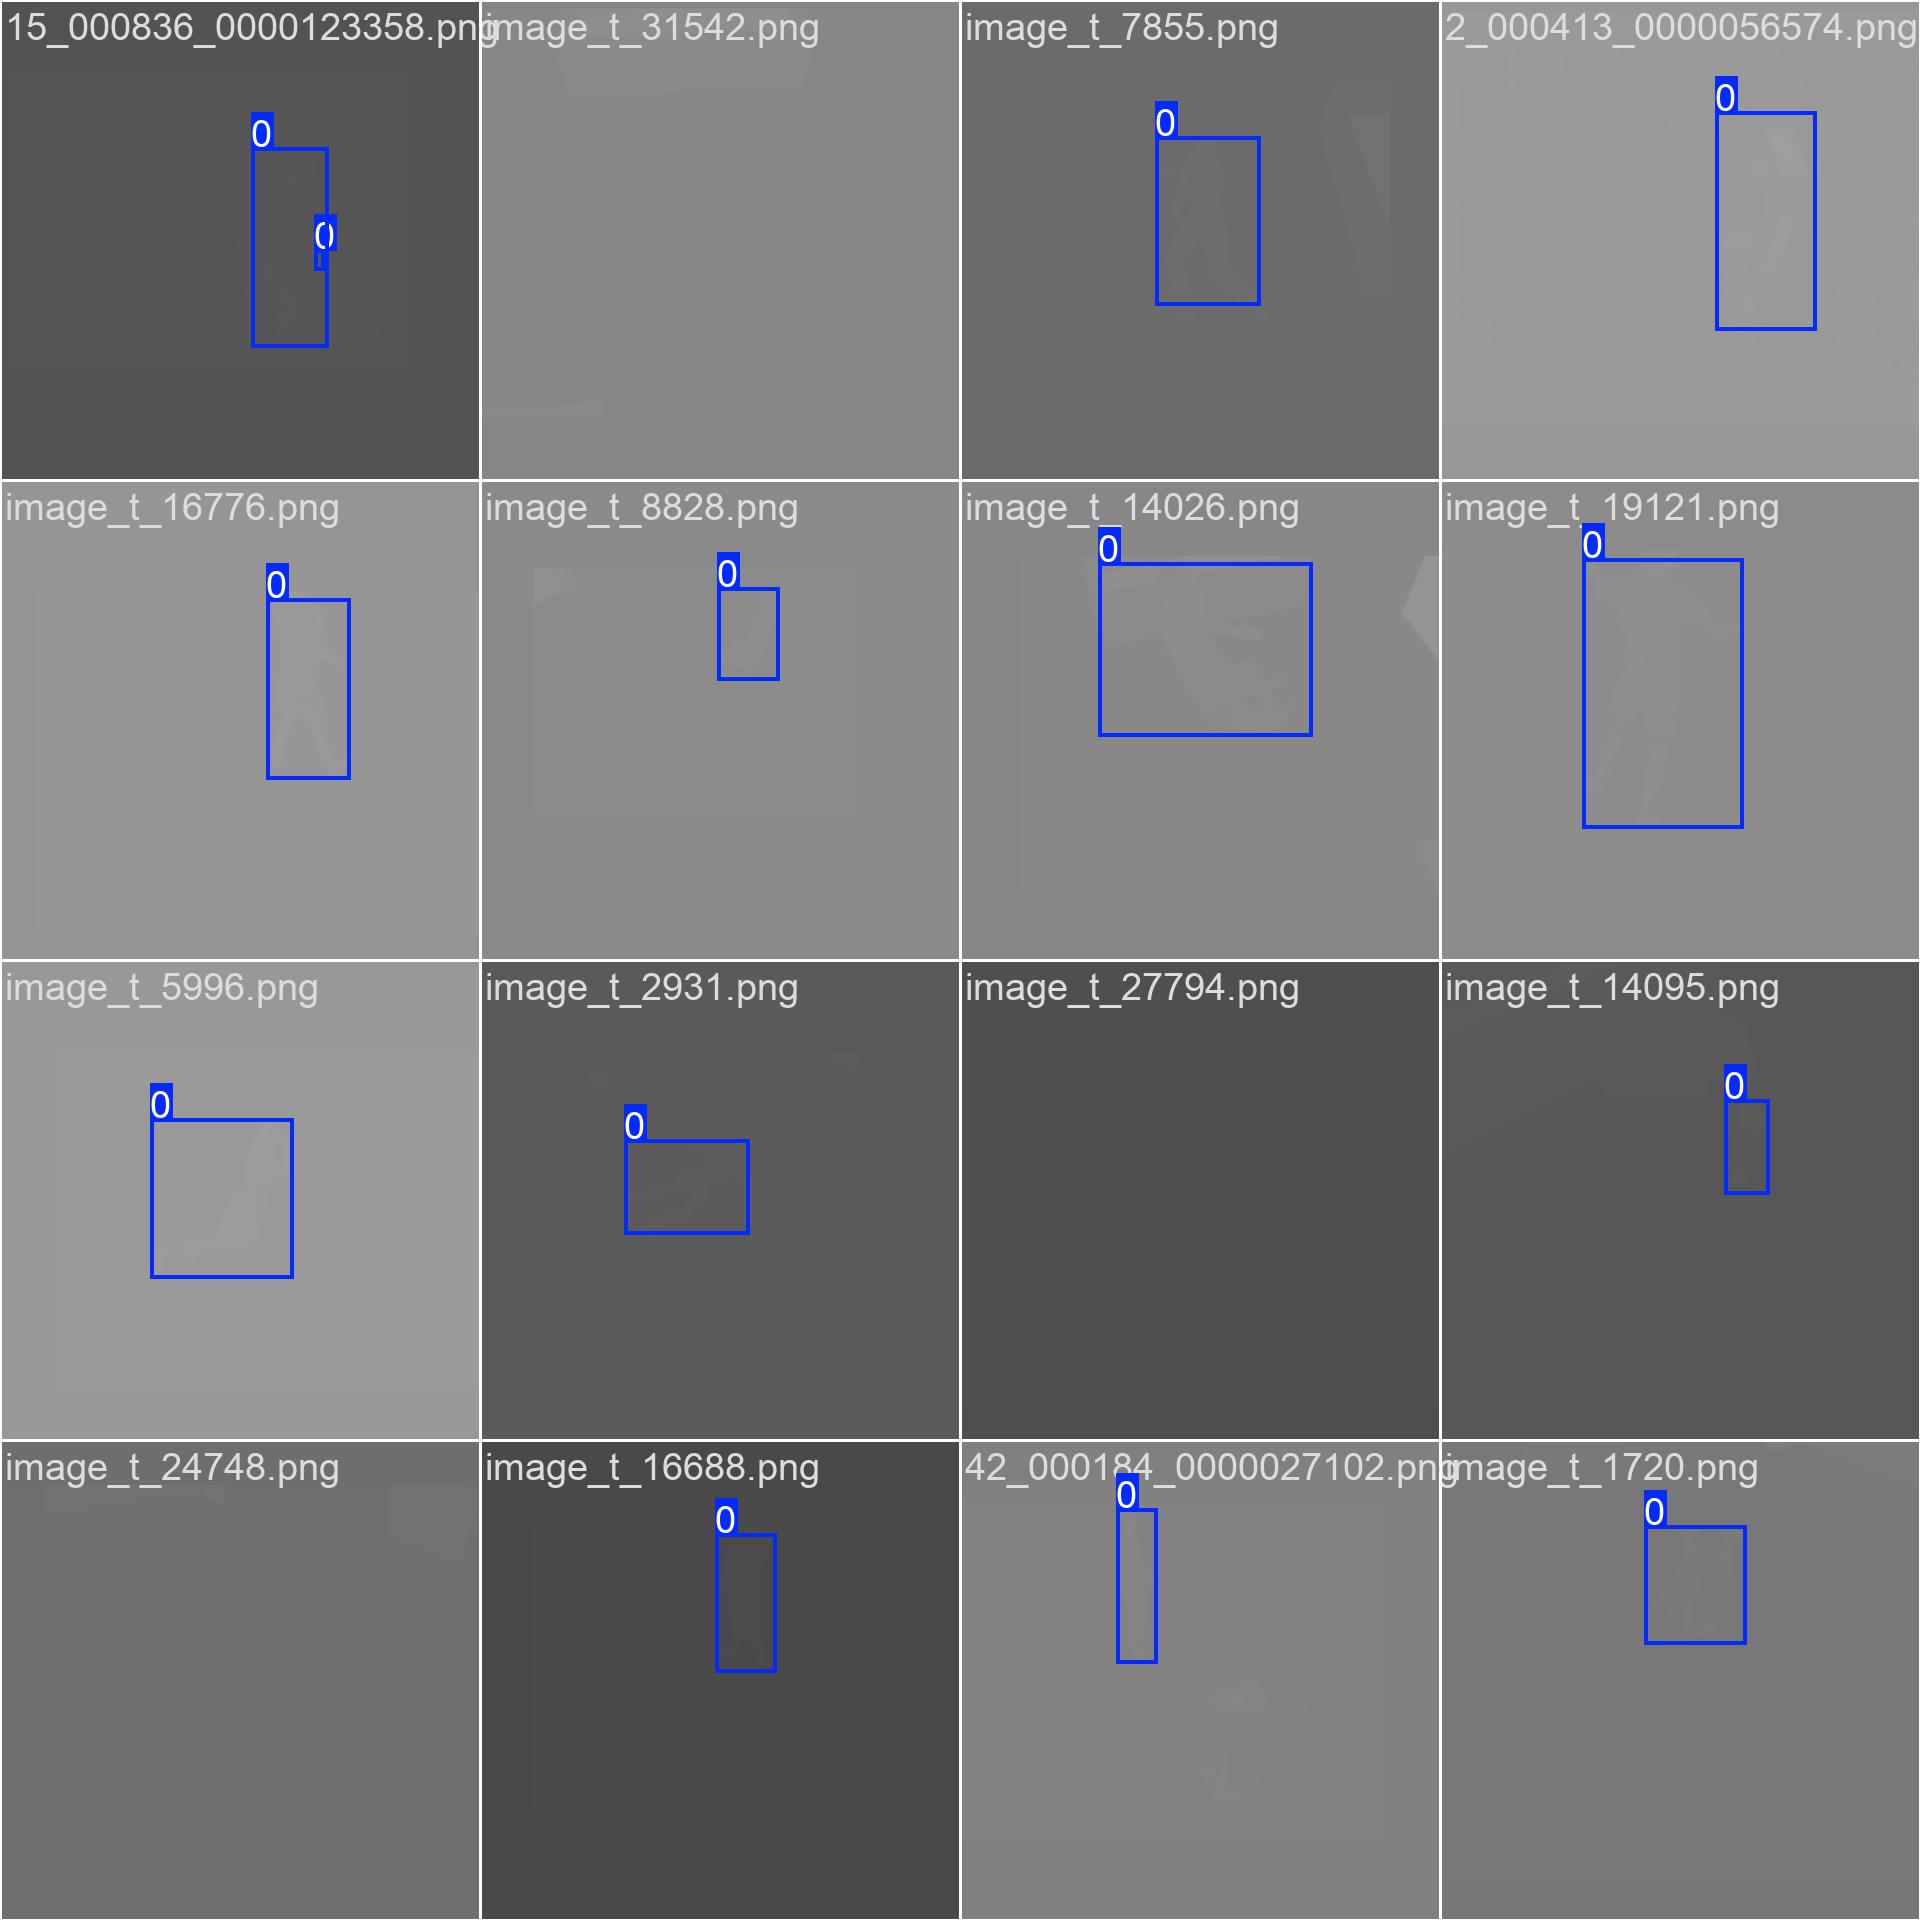 15_000836_0000123358.png
image_t_31542.png
image_t_7855.png
2_000413_0000056574.png
0
0
0
0
image_t_16776.png
image_t_8828.png
image_t_14026.png
image_t_19121.png
0
0
0
0
image_t_5996.png
image_t_2931.png
image_t_27794.png
image_t_14095.png
0
0
0
image_t_24748.png
image_t_16688.png
42_000184_0000027102.png
image_t_1720.png
0
0
0